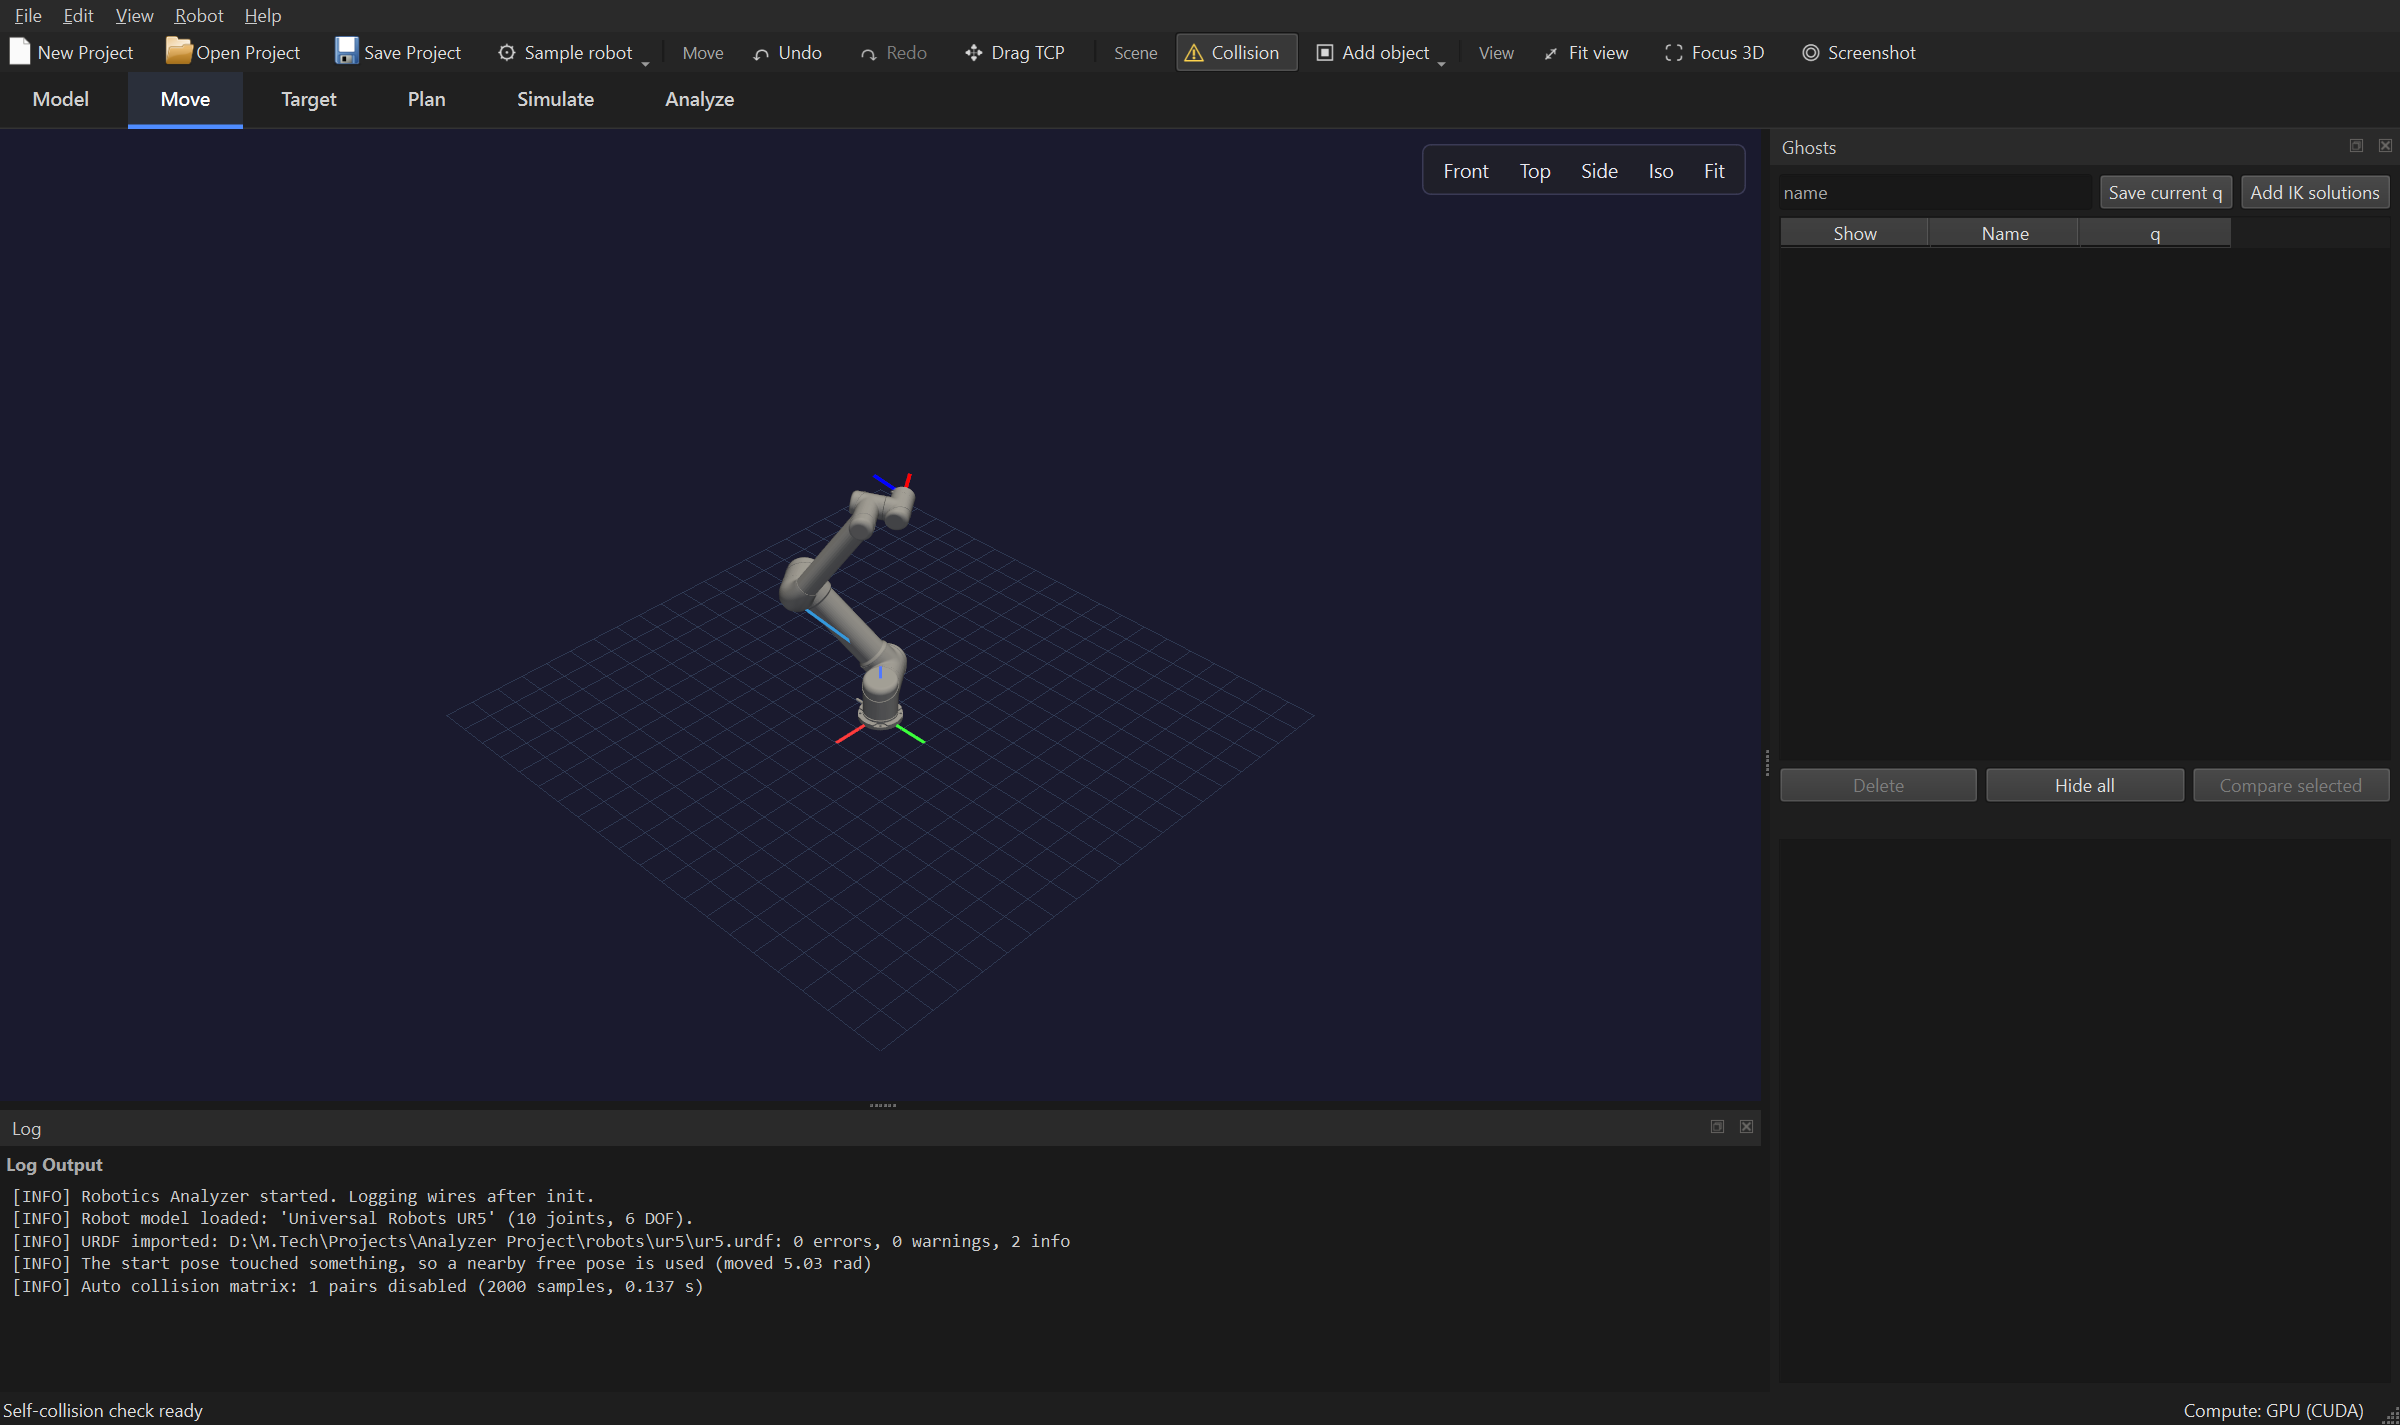 File Edit View Robot Help
New Project Open Project Save Project Sample robot Move Undo Redo Drag TCP Scene Collision Add object View Fit view Focus 3D Screenshot
Model Move Target Plan Simulate Analyze
Front Top Side Iso Fit
Ghosts
name Save current q Add IK solutions
Show Name q
Delete Hide all Compare selected
Log
Log Output
[INFO] Robotics Analyzer started. Logging wires after init.
[INFO] Robot model loaded: 'Universal Robots UR5' (10 joints, 6 DOF).
[INFO] URDF imported: D:\M.Tech\Projects\Analyzer Project\robots\ur5\ur5.urdf: 0 errors, 0 warnings, 2 info
[INFO] The start pose touched something, so a nearby free pose is used (moved 5.03 rad)
[INFO] Auto collision matrix: 1 pairs disabled (2000 samples, 0.137 s)
Self-collision check ready Compute: GPU (CUDA)